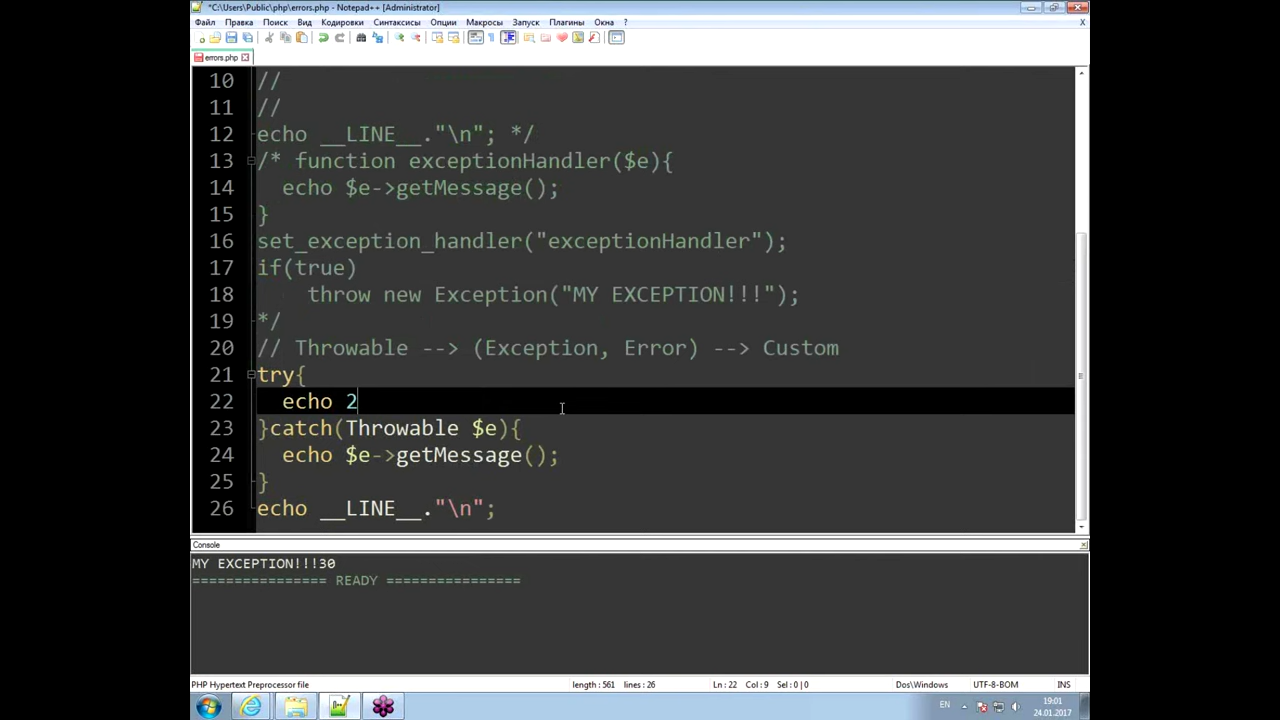 *C:\Users\Public\php\errors.php - Notepad++ [Administrator]
Файл Правка Поиск Вид Кодировки Синтаксисы Опции Макросы Запуск Плагины Окна ? X
errors.php
10 //
11 //
12 echo __LINE__."\n"; */
13 /* function exceptionHandler($e){
14 echo $e->getMessage();
15 }
16 set_exception_handler("exceptionHandler");
17 if(true)
18 throw new Exception("MY EXCEPTION!!!");
19 */
20 // Throwable --> (Exception, Error) --> Custom
21 try{
22 echo 2
23 }catch(Throwable $e){
24 echo $e->getMessage();
25 }
26 echo __LINE__."\n";
Console
MY EXCEPTION!!!30
================ READY ================
PHP Hypertext Preprocessor file length : 561 lines : 26 Ln : 22 Col : 9 Sel : 0 | 0 Dos\Windows UTF-8-BOM INS
EN 19:01
24.01.2017